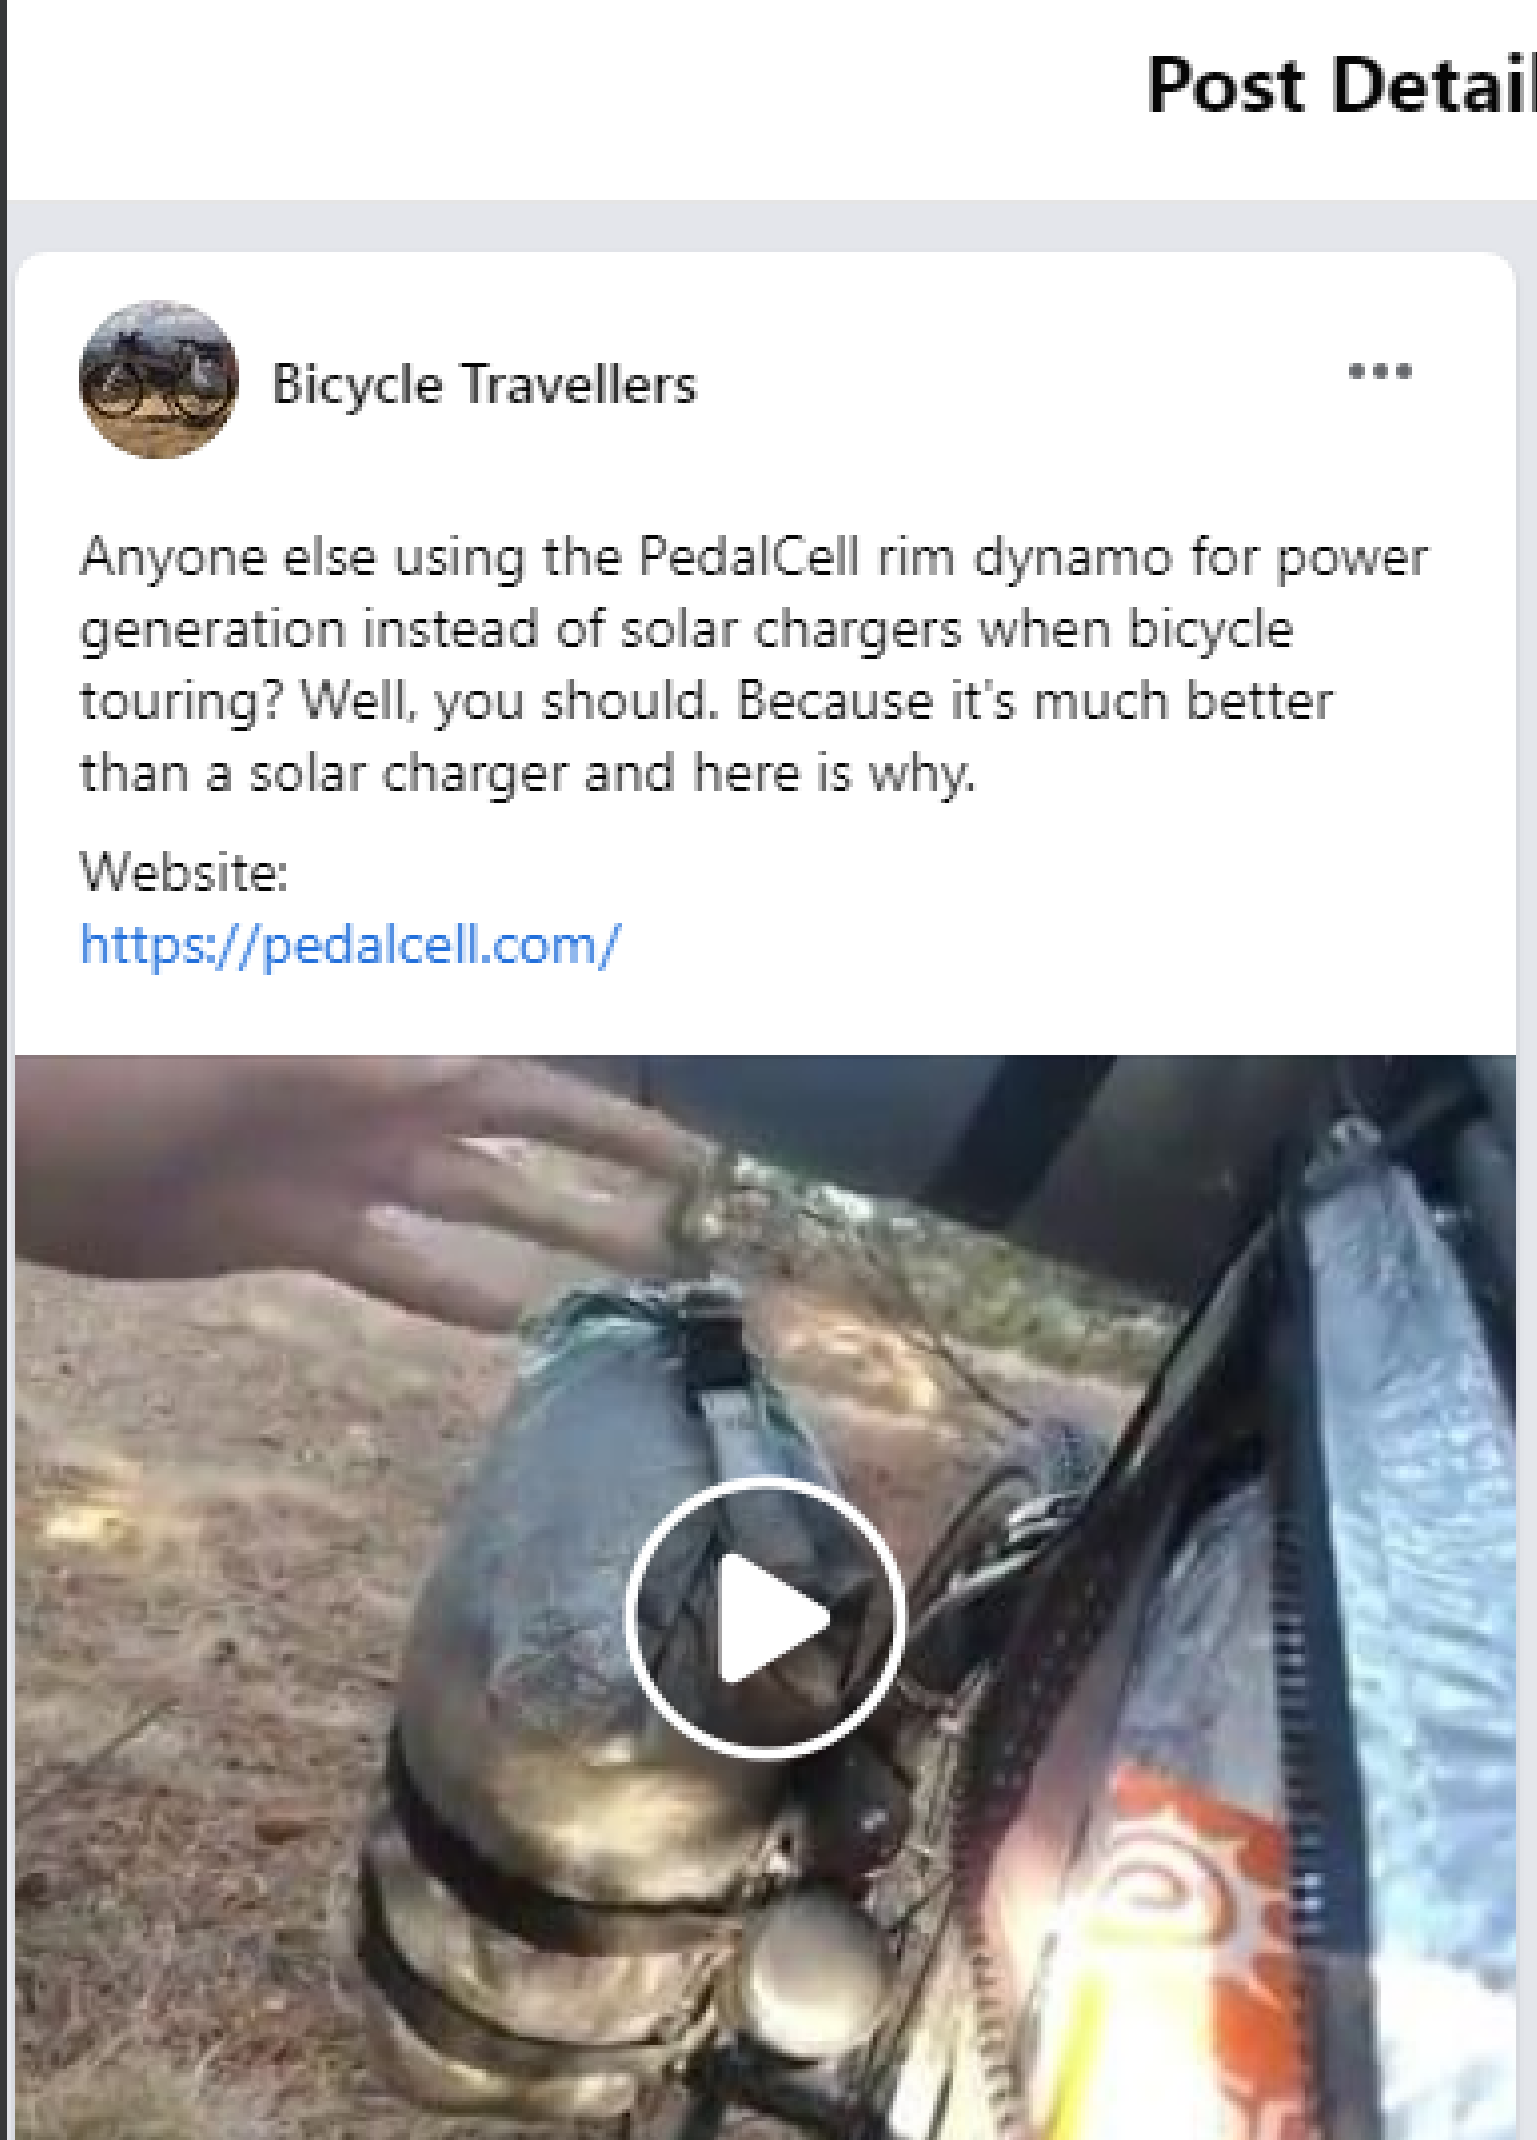 Post Detail
Bicycle Travellers
Anyone else using the PedalCell rim dynamo for power
generation instead of solar chargers when bicycle
touring? Well, you should. Because it's much better
than a solar charger and here is why.
Website:
https://pedalcell.com/